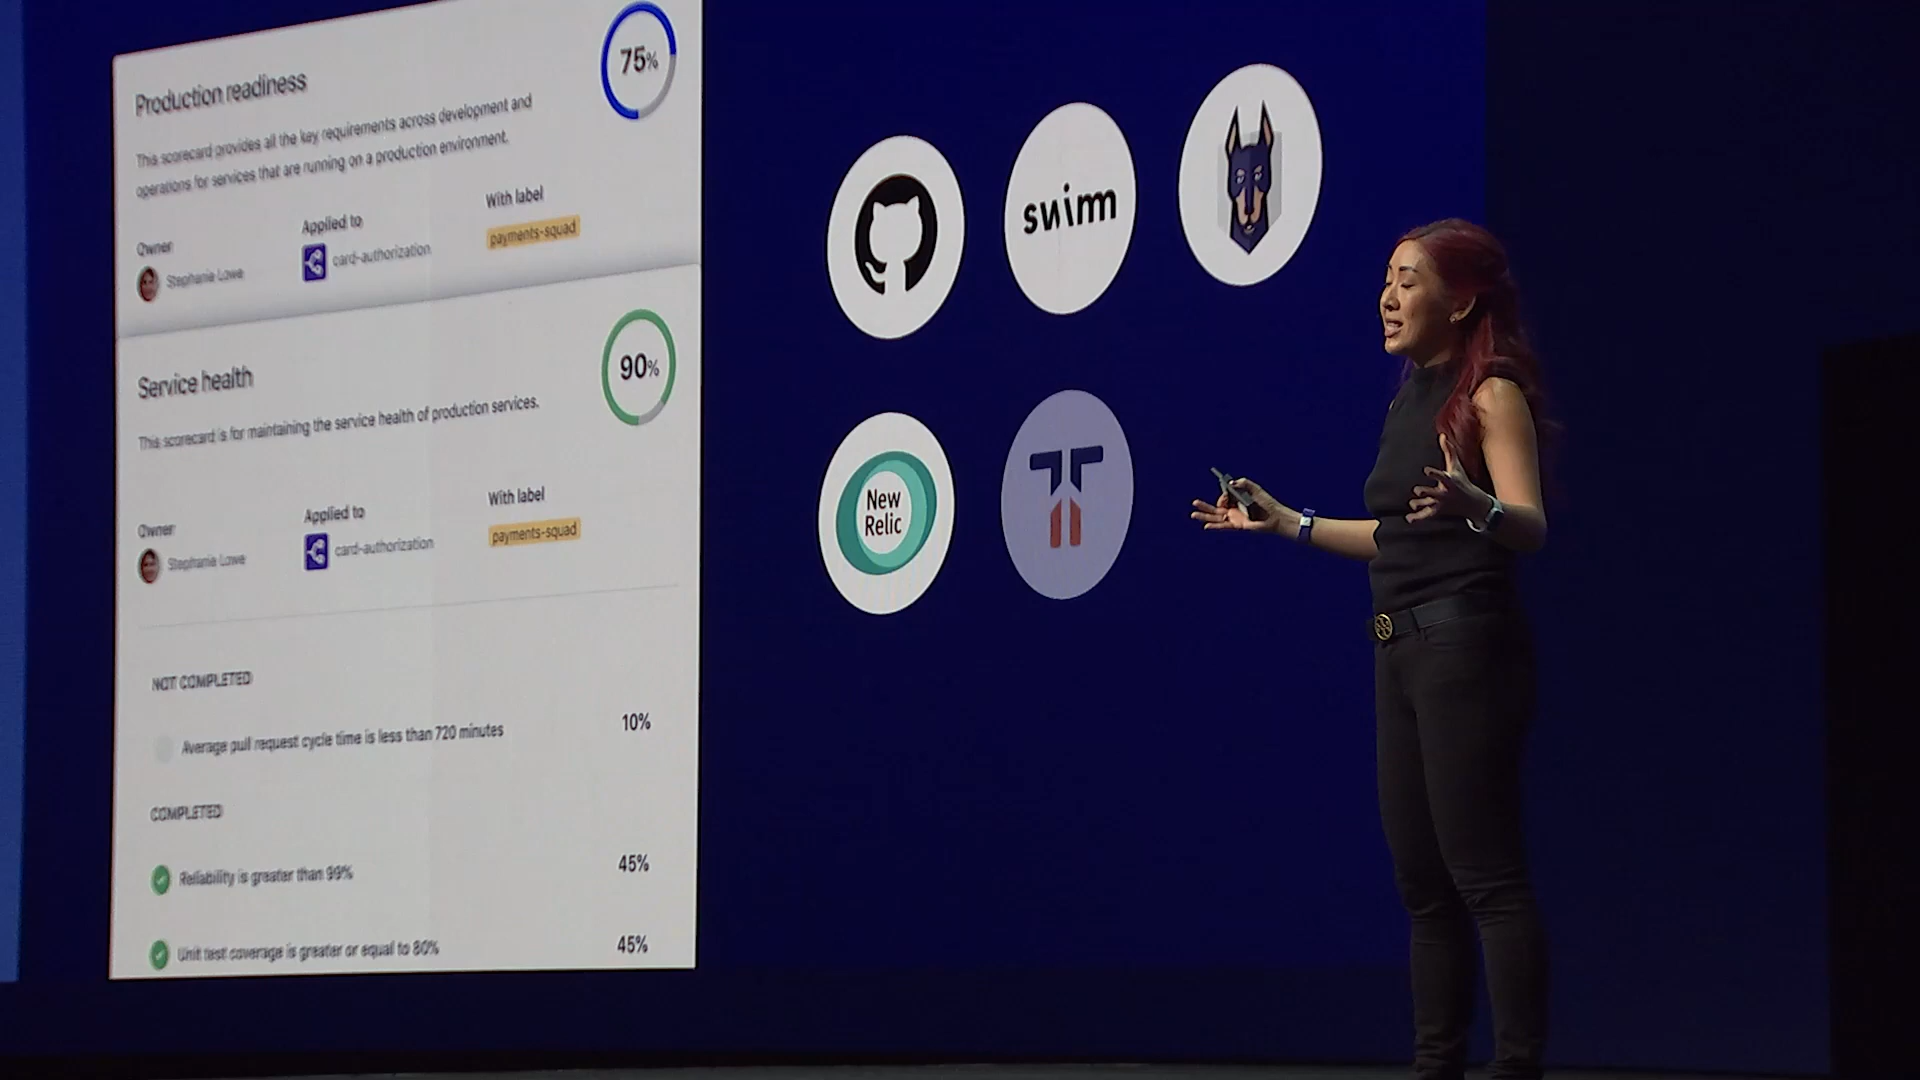 Production readiness
75%
This scorecard provides all the key requirements across development and
operations for services that are running on a production environment.
Owner
Applied to
With label
Stephanie Lowe
card-authorization
payments-squad
Service health
90%
This scorecard is for maintaining the service health of production services.
Owner
Applied to
With label
Stephanie Lowe
card-authorization
payments-squad
NOT COMPLETED
Average pull request cycle time is less than 720 minutes
10%
COMPLETED
Reliability is greater than 99%
45%
Unit test coverage is greater or equal to 80%
45%
swimm
New
Relic